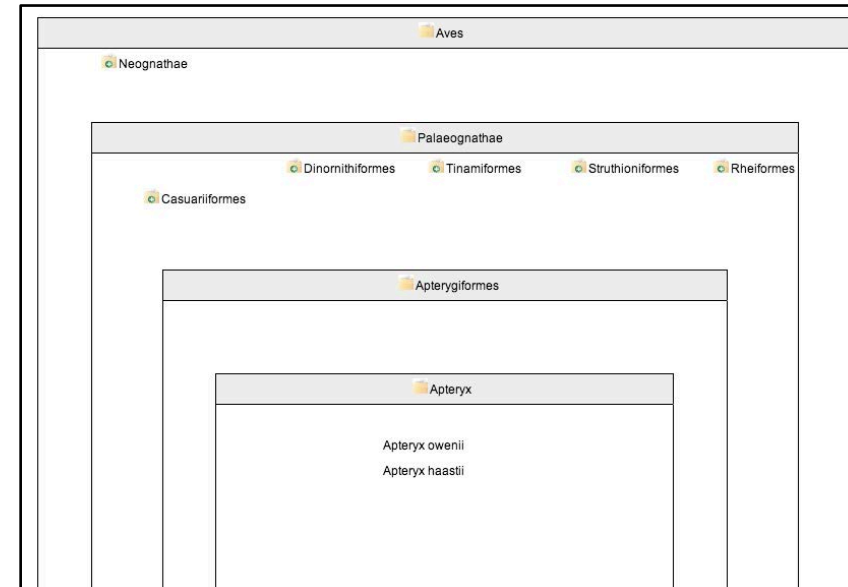 Aves
Neognathae
Palaeognathae
Dinornithiformes Tinamiformes Struthioniformes Rheiformes
Casuariiformes
Apterygiformes
Apteryx
Apteryx owenii
Apteryx haastii